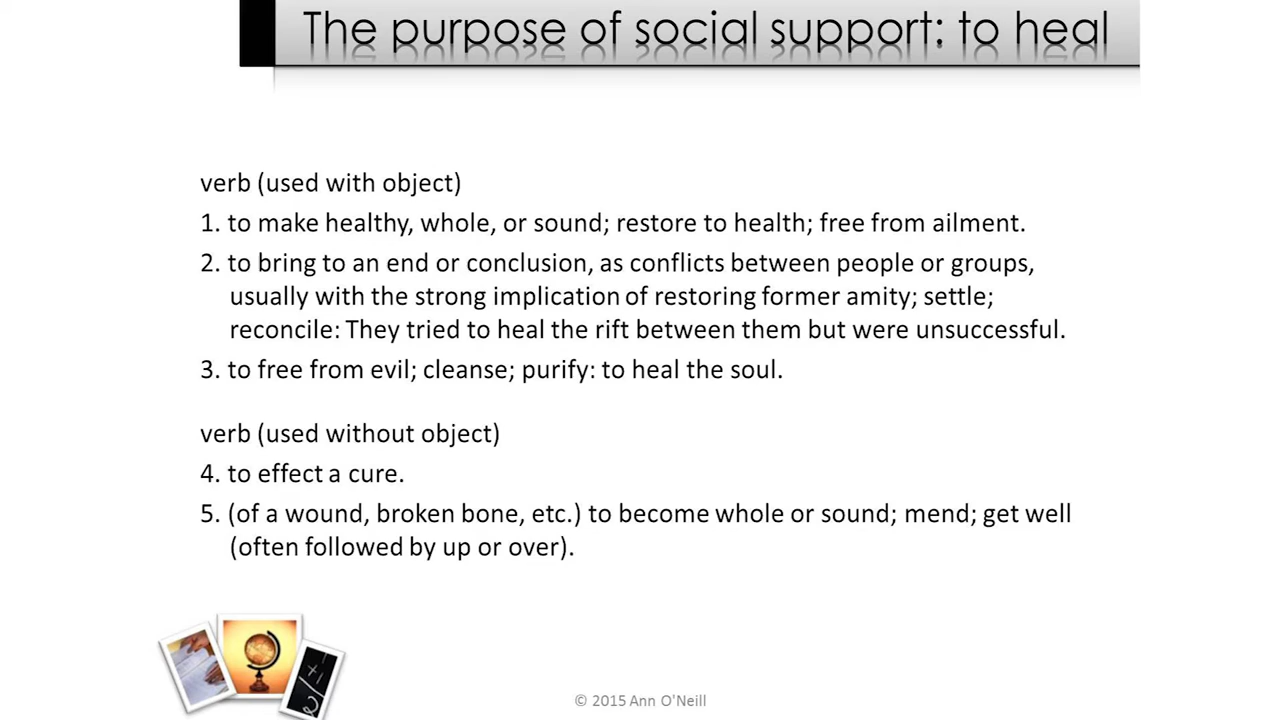 The purpose of social support: to heal
verb (used with object)
1. to make healthy, whole, or sound; restore to health; free from ailment.
2. to bring to an end or conclusion, as conflicts between people or groups,
usually with the strong implication of restoring former amity; settle;
reconcile: They tried to heal the rift between them but were unsuccessful.
3. to free from evil; cleanse; purify: to heal the soul.
verb (used without object)
4. to effect a cure.
5. (of a wound, broken bone, etc.) to become whole or sound; mend; get well
(often followed by up or over).
© 2015 Ann O'Neill